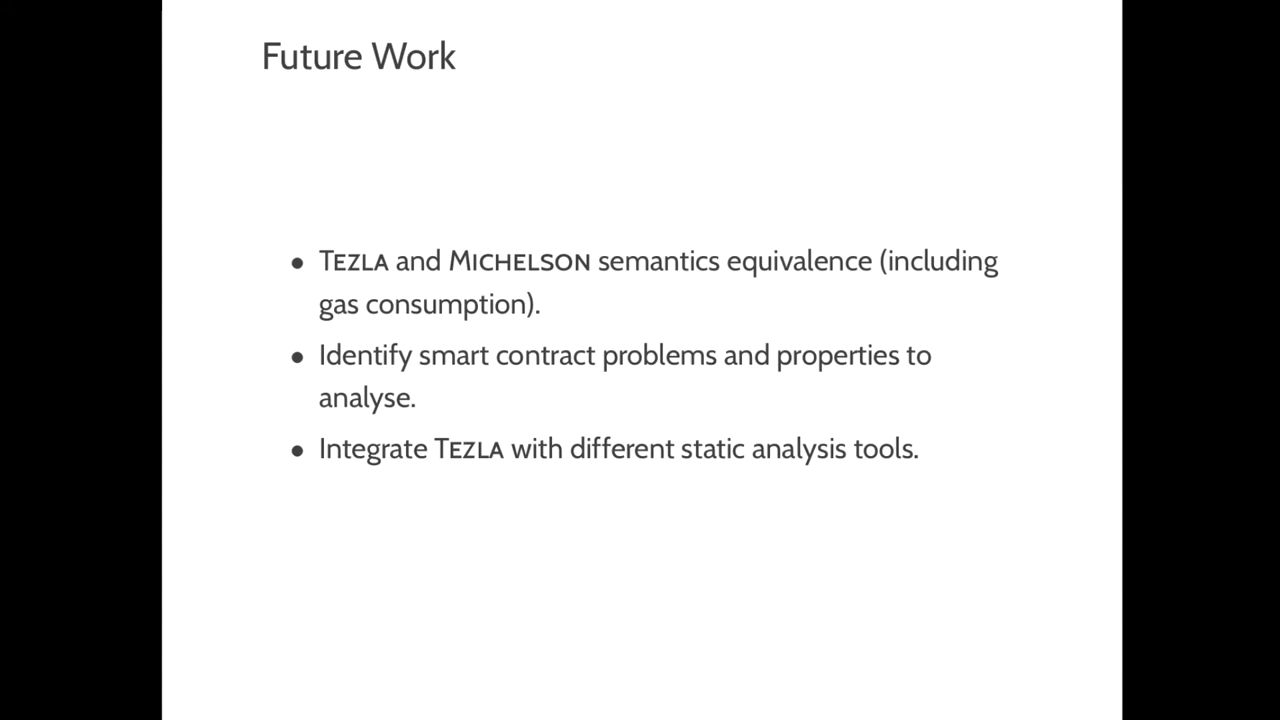 Future Work
• TEZLA and MICHELSON semantics equivalence (including
gas consumption).
• Identify smart contract problems and properties to
analyse.
• Integrate TEZLA with different static analysis tools.